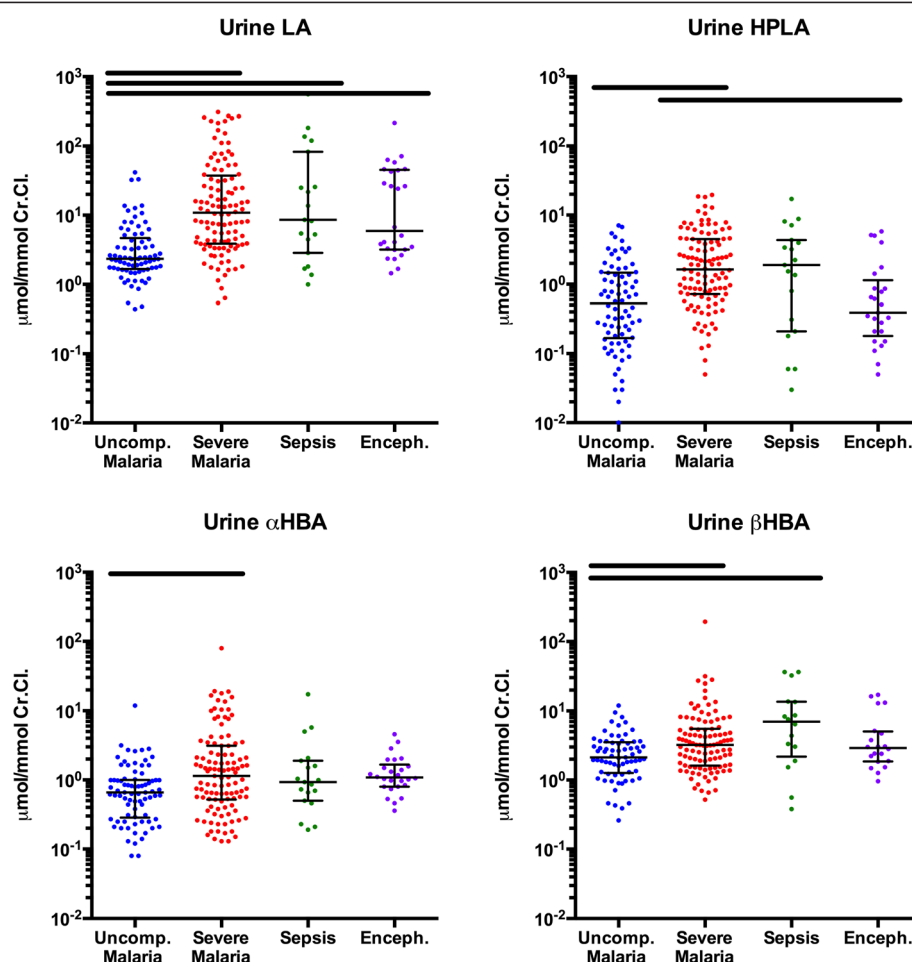 Urine LA
Urine HPLA
µmol/mmol Cr.Cl.
10³
10²
10¹
10⁰
10⁻¹
10⁻²
Uncomp. Malaria
Severe Malaria
Sepsis
Enceph.
µmol/mmol Cr.Cl.
10³
10²
10¹
10⁰
10⁻¹
10⁻²
Uncomp. Malaria
Severe Malaria
Sepsis
Enceph.
Urine αHBA
Urine βHBA
µmol/mmol Cr.Cl.
10³
10²
10¹
10⁰
10⁻¹
10⁻²
Uncomp. Malaria
Severe Malaria
Sepsis
Enceph.
µmol/mmol Cr.Cl.
10³
10²
10¹
10⁰
10⁻¹
10⁻²
Uncomp. Malaria
Severe Malaria
Sepsis
Enceph.